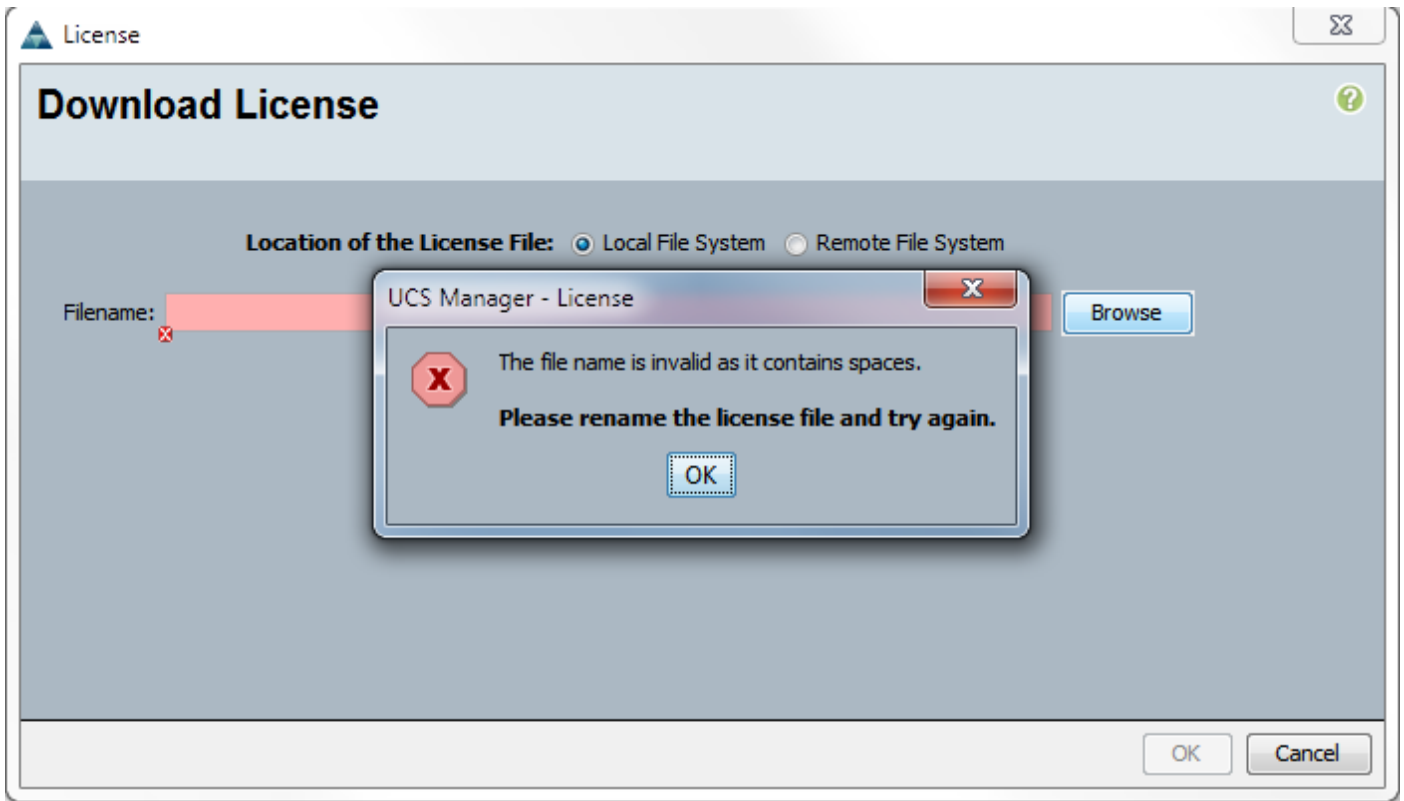 License
Download License
Location of the License File: Local File System Remote File System
Filename: Browse
UCS Manager - License
The file name is invalid as it contains spaces.
Please rename the license file and try again.
OK
OK Cancel